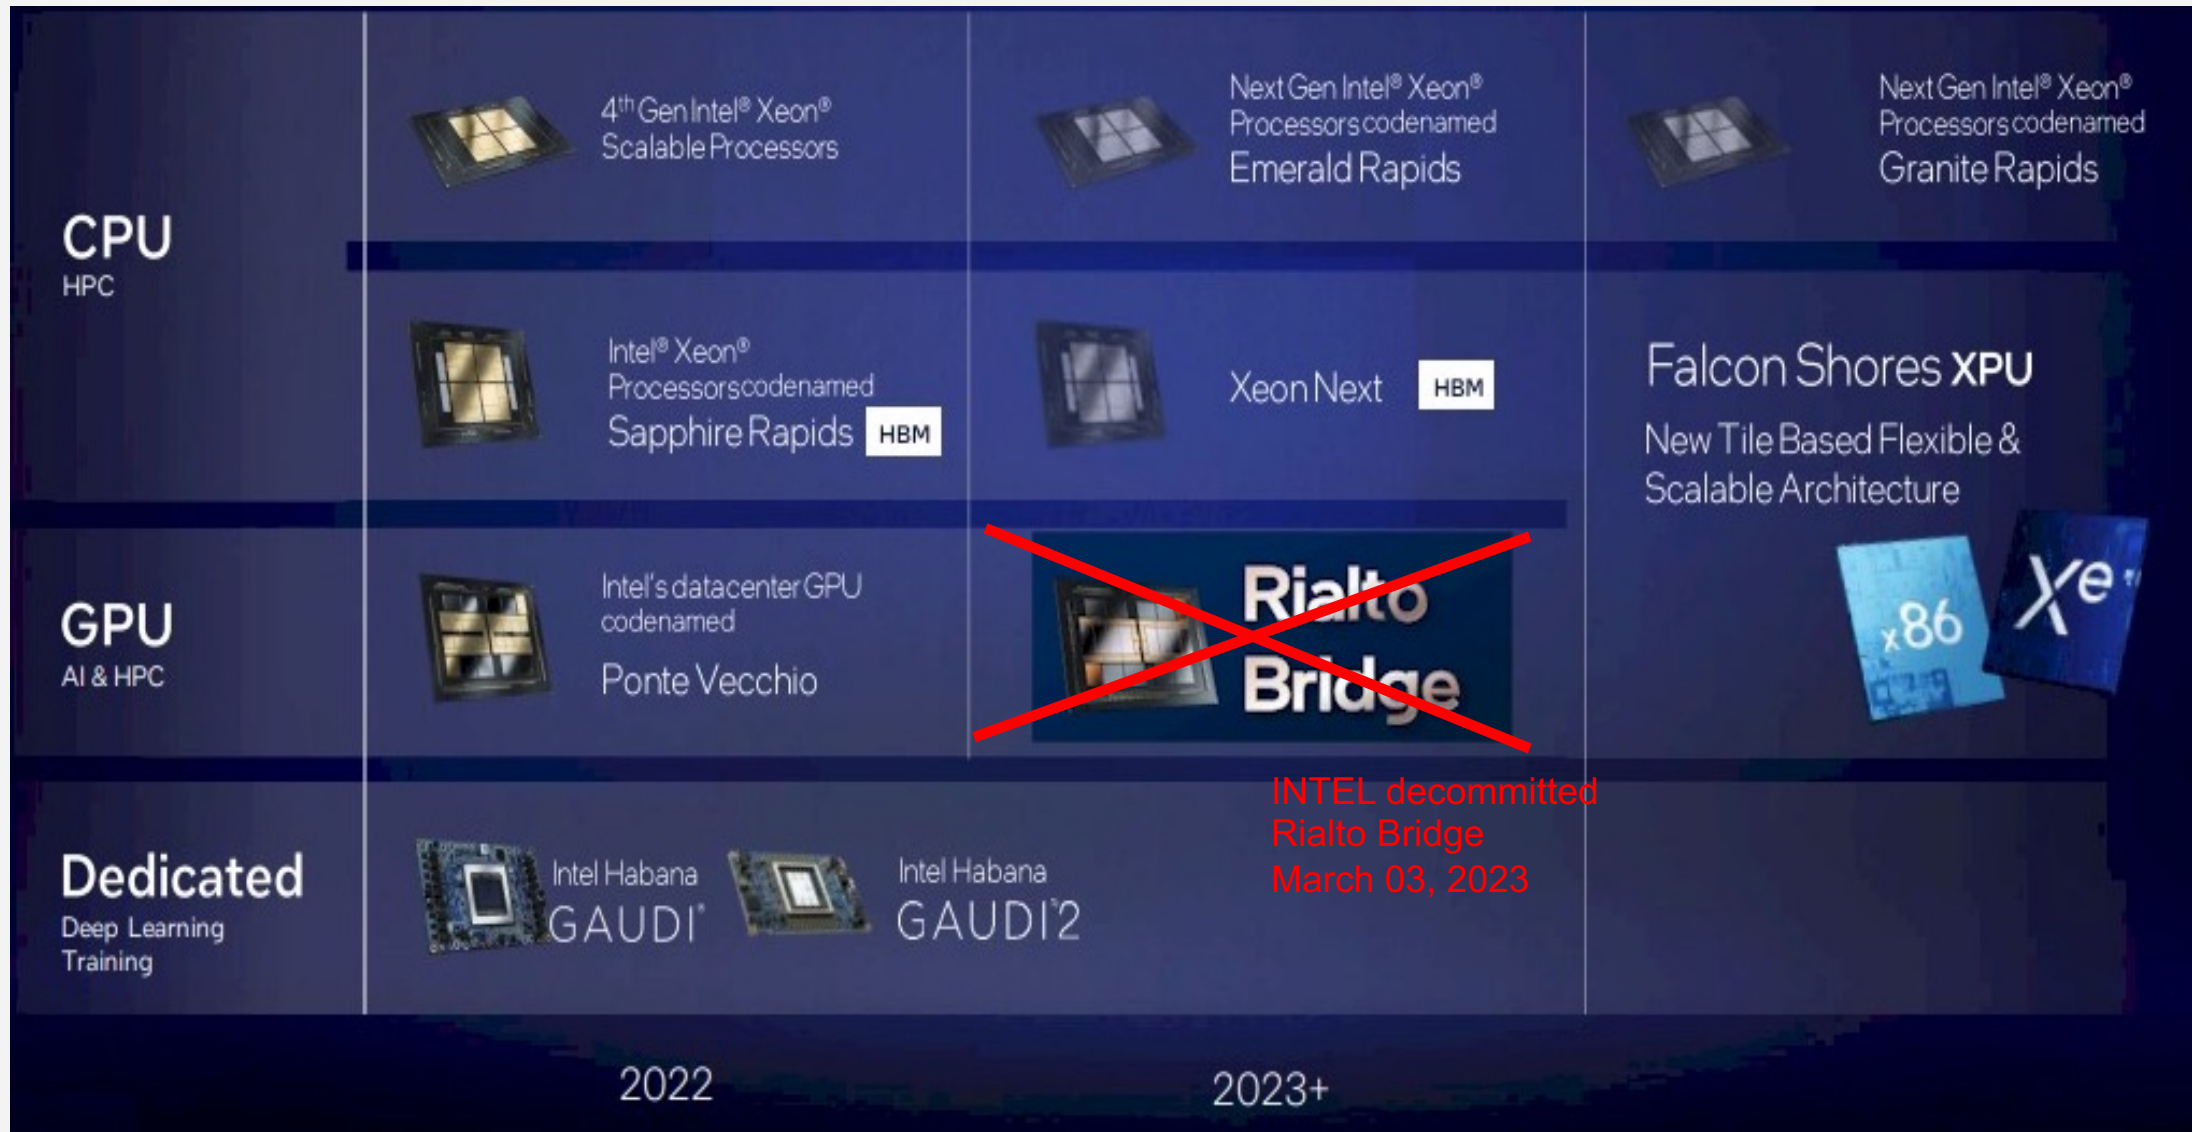 CPU
HPC
4th Gen Intel® Xeon®
Scalable Processors
Next Gen Intel® Xeon®
Processors codenamed
Emerald Rapids
Next Gen Intel® Xeon®
Processors codenamed
Granite Rapids
Intel® Xeon®
Processors codenamed
Sapphire Rapids HBM
Xeon Next HBM
Falcon Shores XPU
New Tile Based Flexible &
Scalable Architecture
x86
Xe
GPU
AI & HPC
Intel's datacenter GPU
codenamed
Ponte Vecchio
Rialto
Bridge
INTEL decommitted
Rialto Bridge
March 03, 2023
Dedicated
Deep Learning
Training
Intel Habana
GAUDI®
Intel Habana
GAUDI®2
2022
2023+